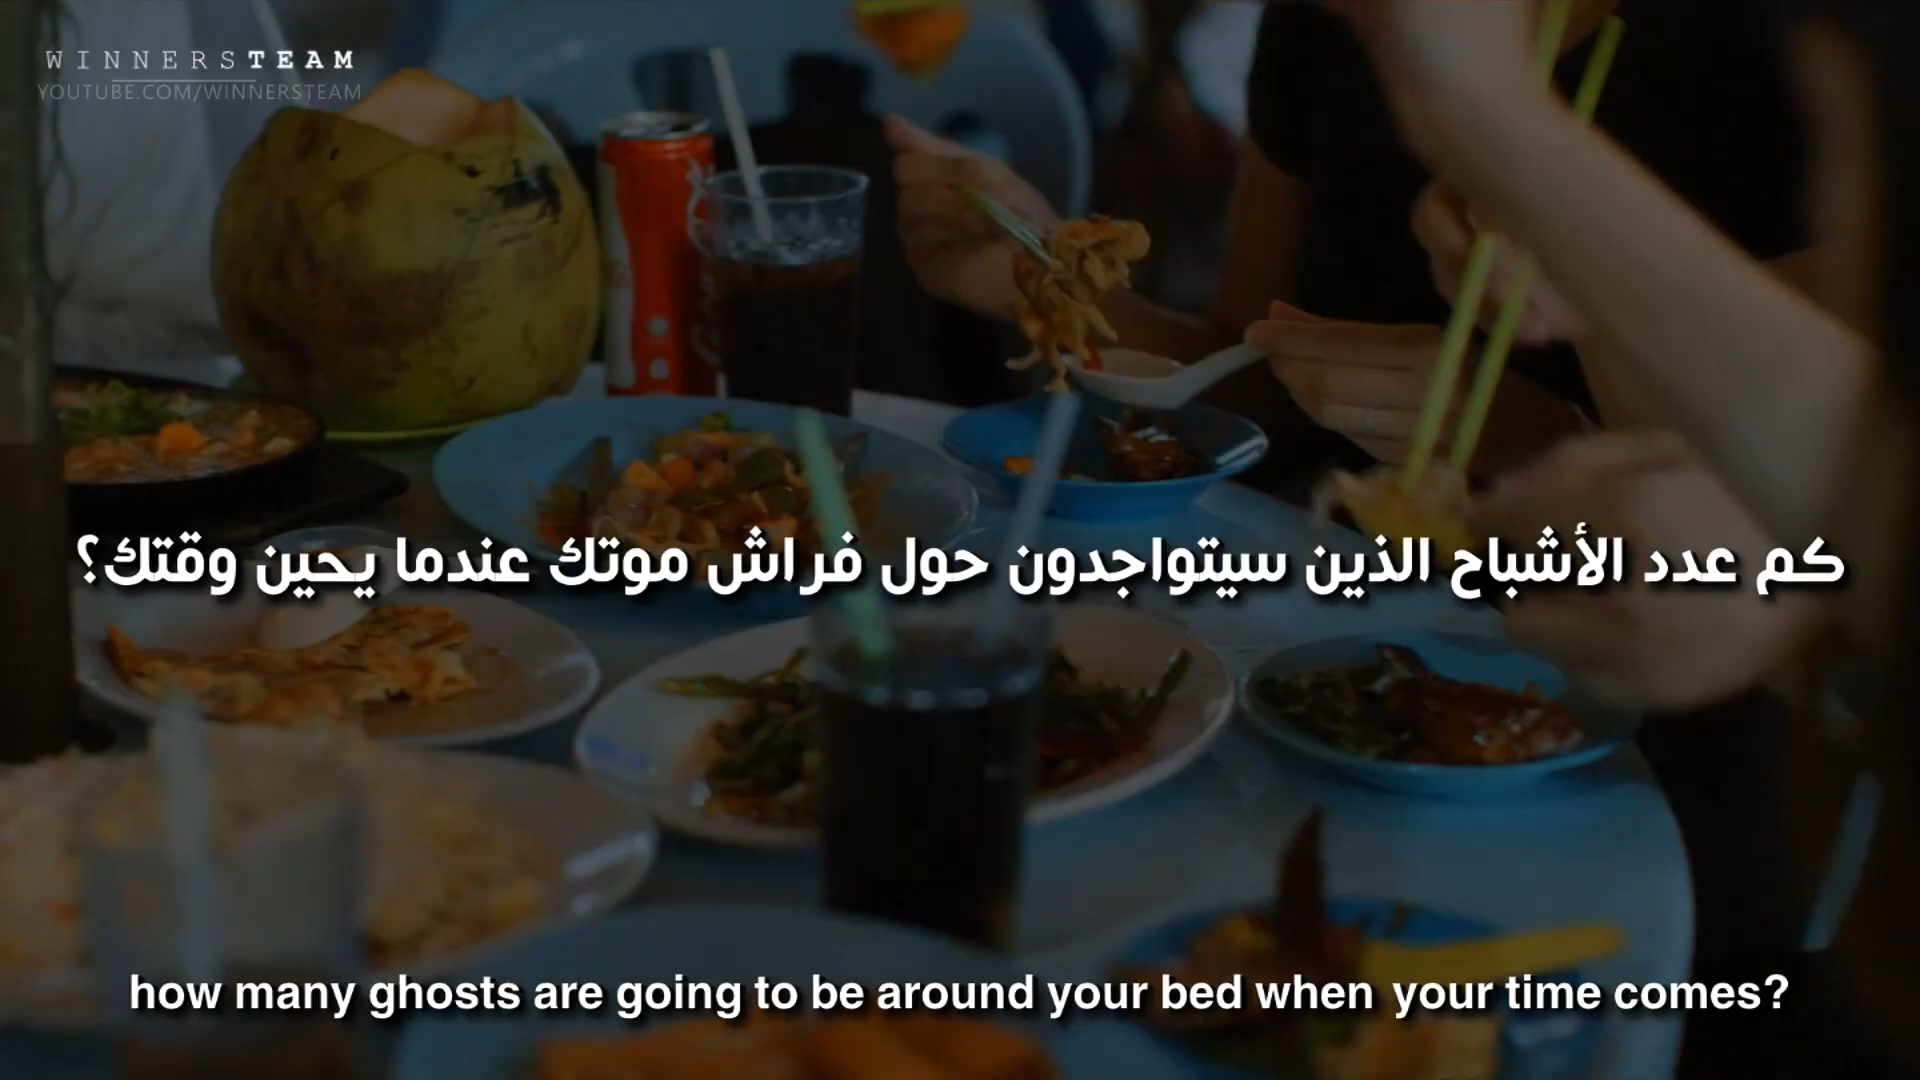 WINNERSTEAM
YOUTUBE.COM/WINNERSTEAM
كم عدد الأشباح الذين سيتواجدون حول فراش موتك عندما يحين وقتك؟
how many ghosts are going to be around your bed when your time comes?